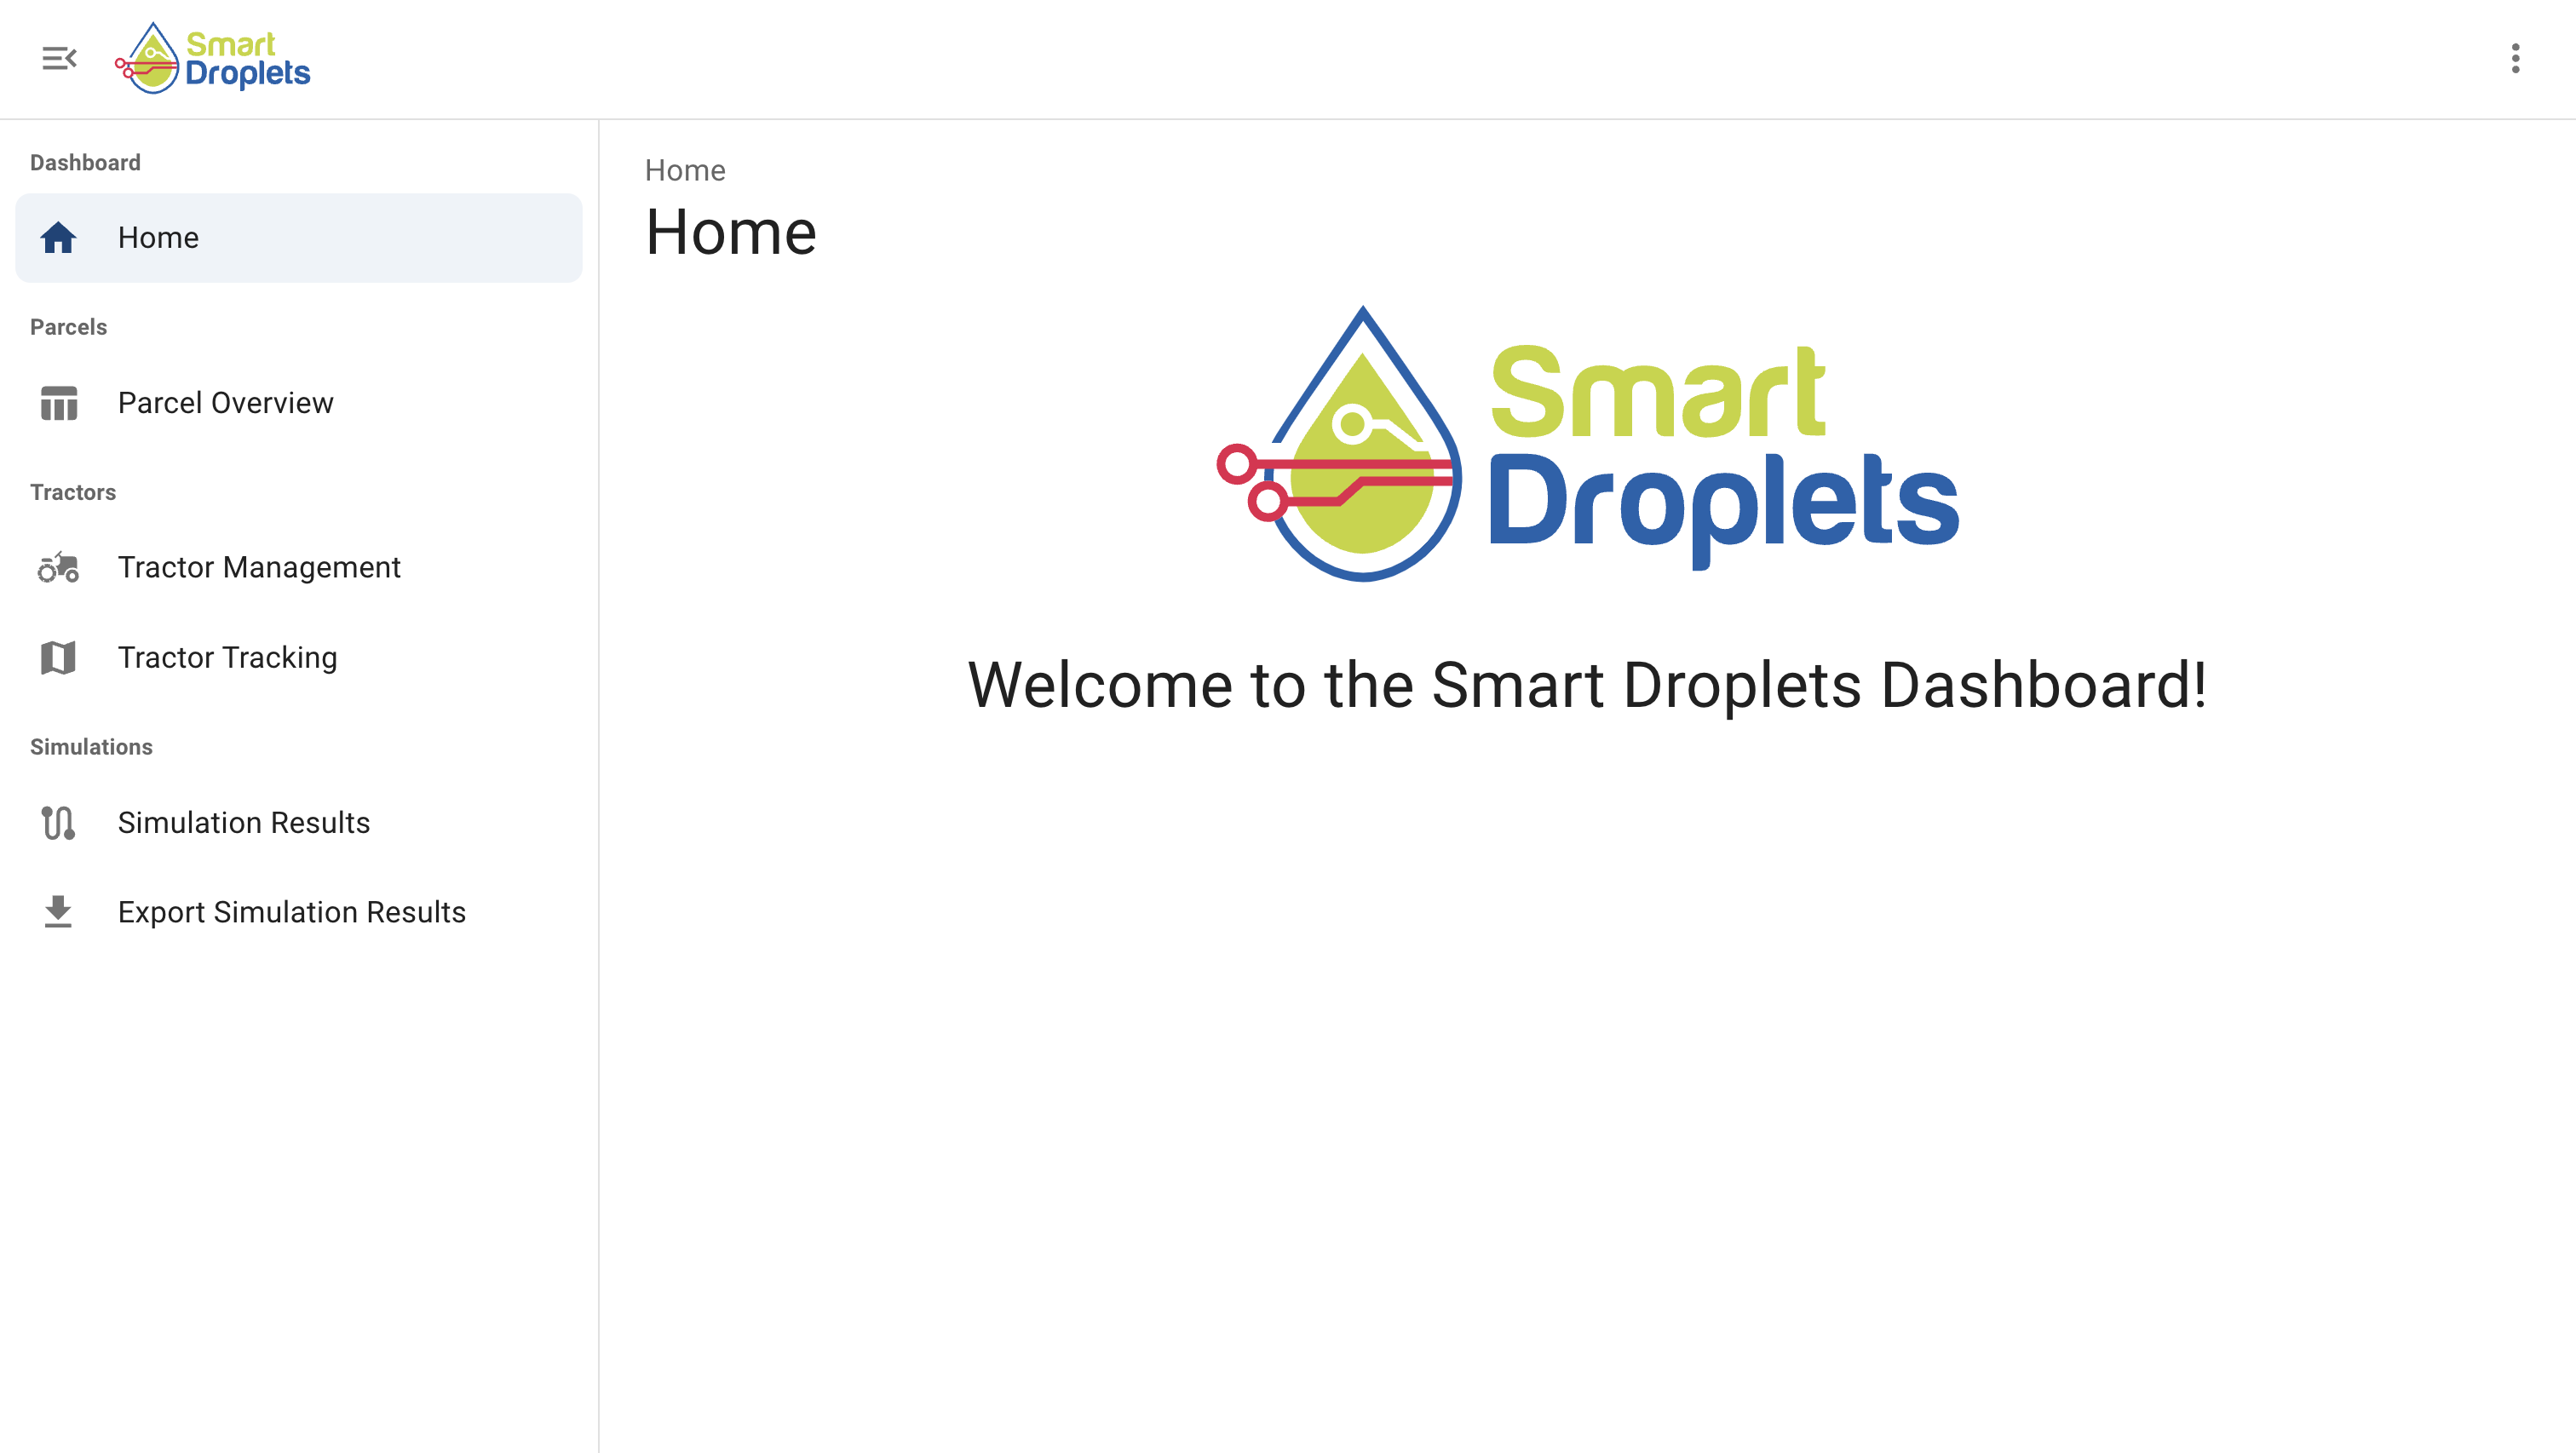 Smart
Droplets
Dashboard
Home
Parcels
Parcel Overview
Tractors
Tractor Management
Tractor Tracking
Simulations
Simulation Results
Export Simulation Results
Home
Home
Smart
Droplets
Welcome to the Smart Droplets Dashboard!